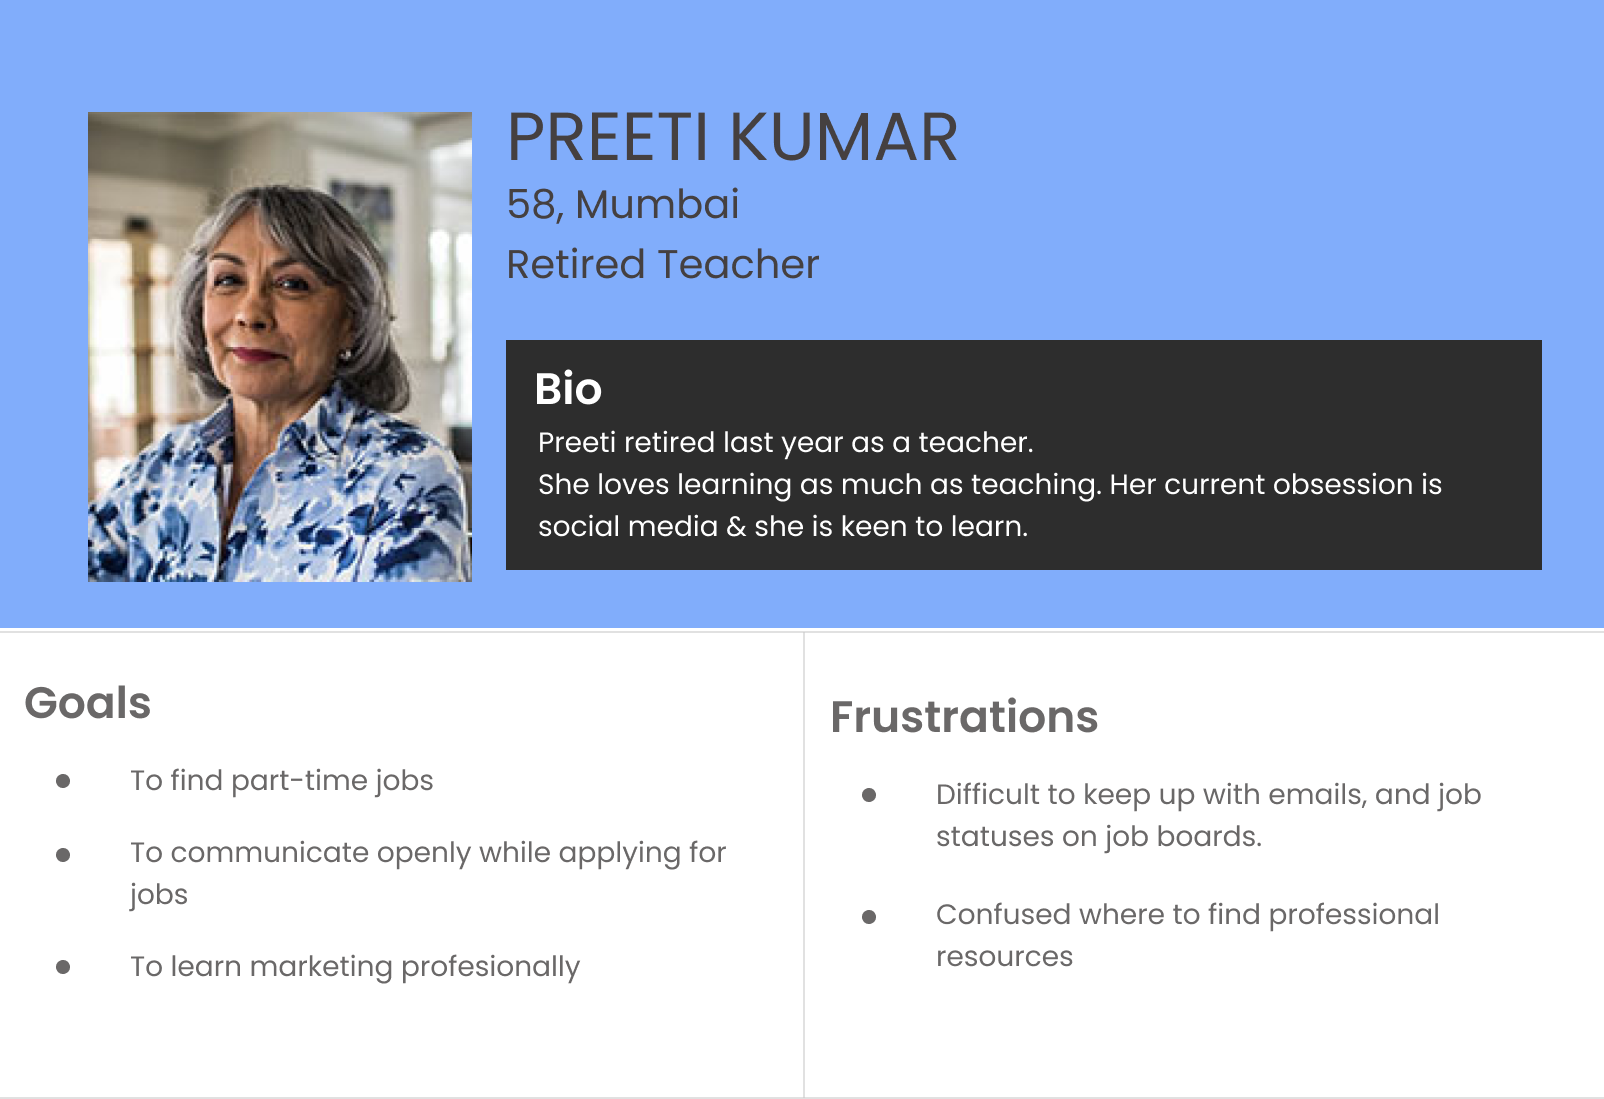 PREETI KUMAR
58, Mumbai
Retired Teacher
Bio
Preeti retired last year as a teacher.
She loves learning as much as teaching. Her current obsession is
social media & she is keen to learn.
Goals
To find part-time jobs
To communicate openly while applying for
jobs
To learn marketing profesionally
Frustrations
Difficult to keep up with emails, and job
statuses on job boards.
Confused where to find professional
resources